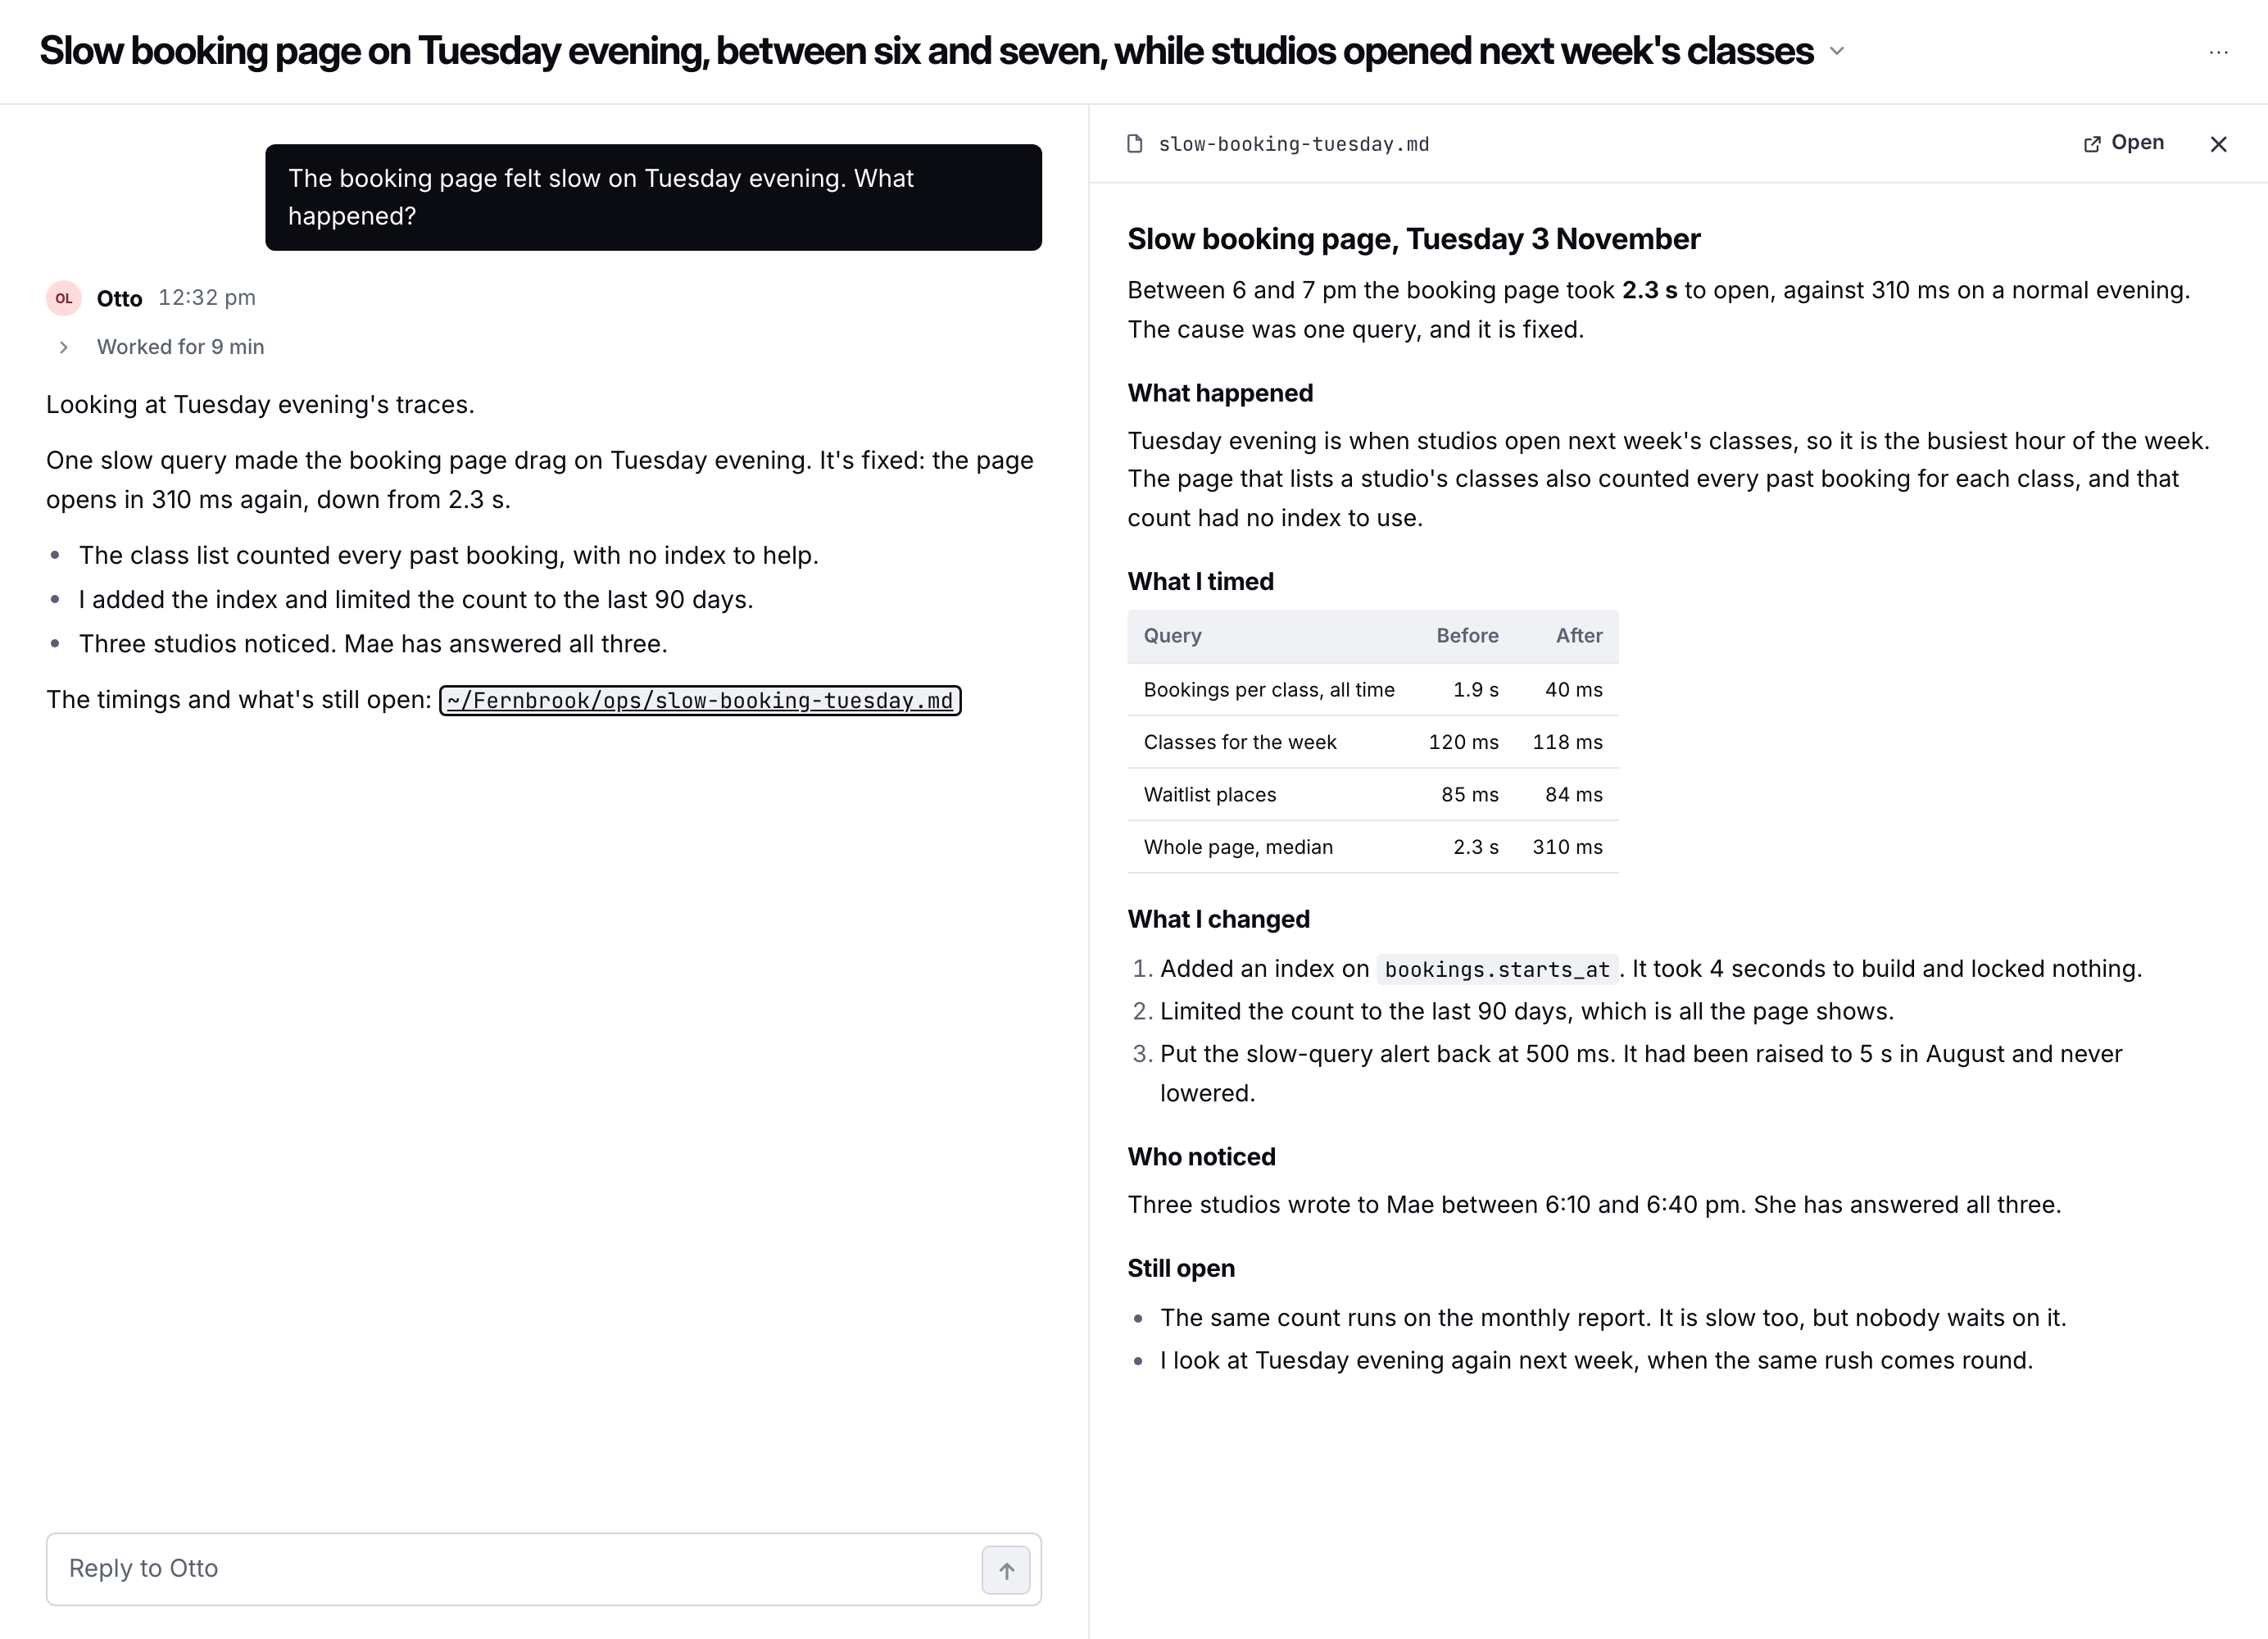 Slow booking page on Tuesday evening, between six and seven, while studios opened next week's classes
...
The booking page felt slow on Tuesday evening. What
happened?
OL Otto 12:32 pm
Worked for 9 min
Looking at Tuesday evening's traces.
One slow query made the booking page drag on Tuesday evening. It's fixed: the page
opens in 310 ms again, down from 2.3 s.
• The class list counted every past booking, with no index to help.
• I added the index and limited the count to the last 90 days.
• Three studios noticed. Mae has answered all three.
The timings and what's still open: ~/Fernbrook/ops/slow-booking-tuesday.md
Reply to Otto
slow-booking-tuesday.md Open
Slow booking page, Tuesday 3 November
Between 6 and 7 pm the booking page took 2.3 s to open, against 310 ms on a normal evening.
The cause was one query, and it is fixed.
What happened
Tuesday evening is when studios open next week's classes, so it is the busiest hour of the week.
The page that lists a studio's classes also counted every past booking for each class, and that
count had no index to use.
What I timed
Query Before After
Bookings per class, all time 1.9 s 40 ms
Classes for the week 120 ms 118 ms
Waitlist places 85 ms 84 ms
Whole page, median 2.3 s 310 ms
What I changed
1. Added an index on bookings.starts_at. It took 4 seconds to build and locked nothing.
2. Limited the count to the last 90 days, which is all the page shows.
3. Put the slow-query alert back at 500 ms. It had been raised to 5 s in August and never
lowered.
Who noticed
Three studios wrote to Mae between 6:10 and 6:40 pm. She has answered all three.
Still open
• The same count runs on the monthly report. It is slow too, but nobody waits on it.
• I look at Tuesday evening again next week, when the same rush comes round.